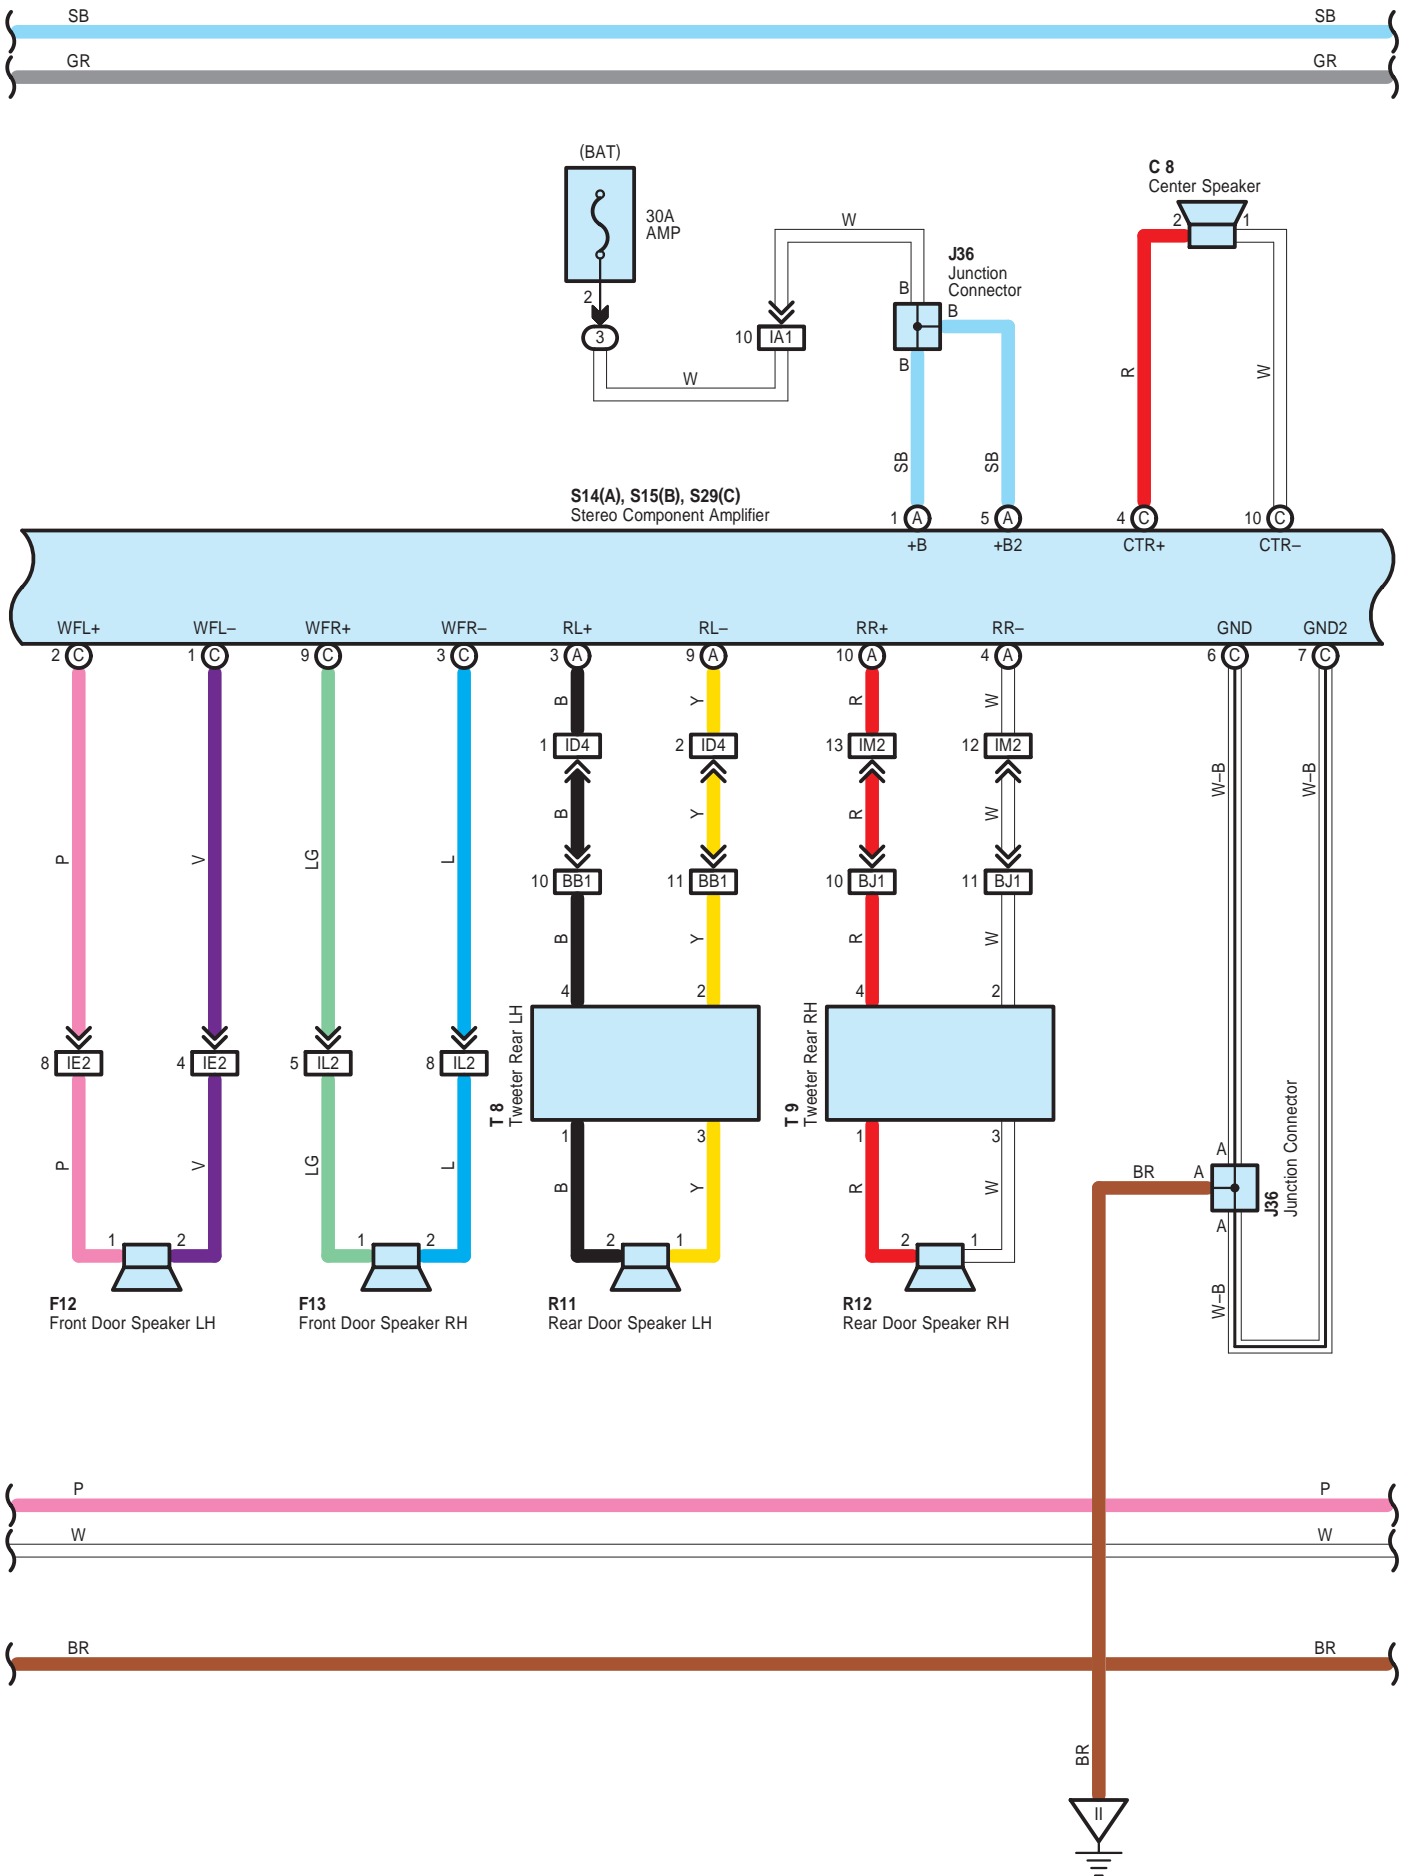 SB SB
GR GR
(BAT)
30A
AMP
2
3
W
10 IA1
W
J36
Junction
Connector
B
B
B
SB
SB
C 8
Center Speaker
2 1
R
W
S14(A), S15(B), S29(C)
Stereo Component Amplifier
1 A 5 A 4 C 10 C
+B +B2 CTR+ CTR–
WFL+ WFL– WFR+ WFR– RL+ RL– RR+ RR– GND GND2
2 C 1 C 9 C 3 C 3 A 9 A 10 A 4 A 6 C 7 C
B Y R W
1 ID4 2 ID4 13 IM2 12 IM2
W–B W–B
B Y R W
P V LG L
10 BB1 11 BB1 10 BJ1 11 BJ1
B Y R W
4 2 4 2
8 IE2 4 IE2 5 IL2 8 IL2
T 8
Tweeter Rear LH
T 9
Tweeter Rear RH
1 3 1 3
P V LG L B Y R W
BR A
A
A
J36
Junction Connector
1 2 1 2 2 1 2 1
W–B
F12
Front Door Speaker LH
F13
Front Door Speaker RH
R11
Rear Door Speaker LH
R12
Rear Door Speaker RH
P P
W W
BR BR
BR
II